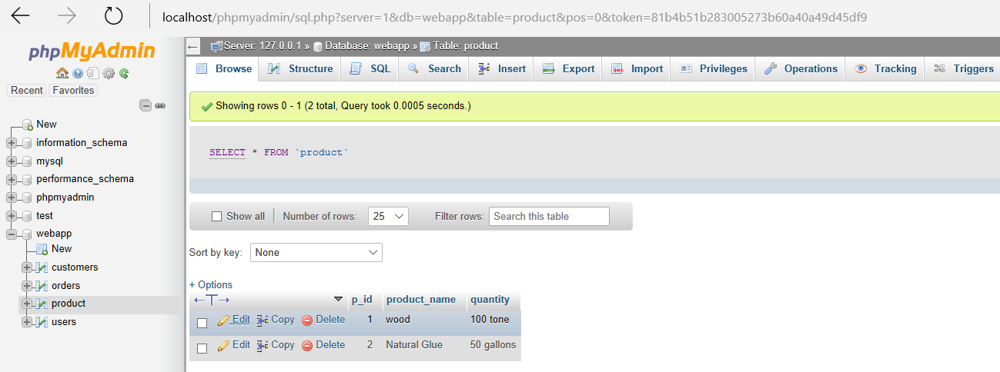 localhost/phpmyadmin/sql.php?server=1&db=webapp&table=product&pos=0&token=81b4b51b283005273b60a40a49d45df9
phpMyAdmin
Recent Favorites
New
information_schema
mysql
performance_schema
phpmyadmin
test
webapp
New
customers
orders
product
users
Server: 127.0.0.1 » Database: webapp » Table: product
Browse Structure SQL Search Insert Export Import Privileges Operations Tracking Triggers
Showing rows 0 - 1 (2 total, Query took 0.0005 seconds.)
SELECT * FROM `product`
Show all Number of rows: 25 Filter rows: Search this table
Sort by key: None
+ Options
←T→ p_id product_name quantity
Edit Copy Delete 1 wood 100 tone
Edit Copy Delete 2 Natural Glue 50 gallons